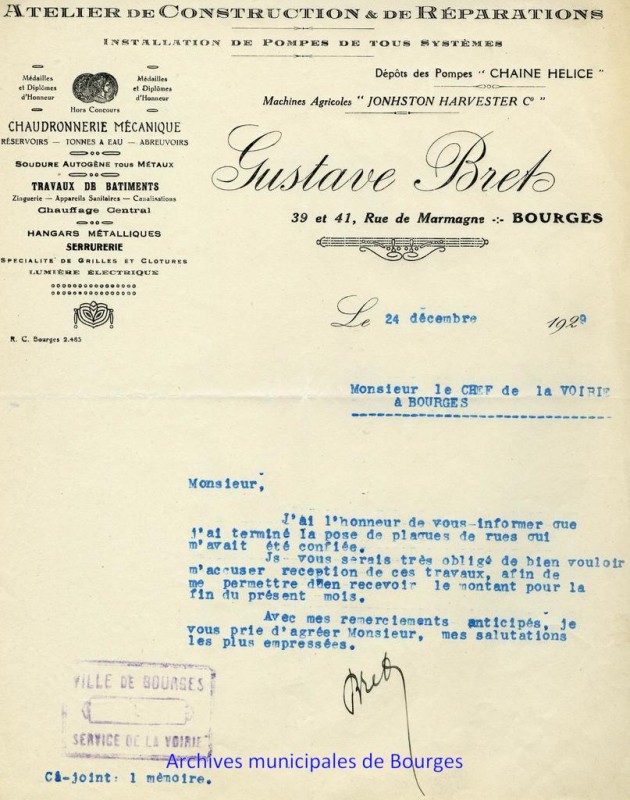 ATELIER DE CONSTRUCTION & DE RÉPARATIONS
INSTALLATION DE POMPES DE TOUS SYSTÈMES
Médailles et Diplômes d'Honneur
Hors Concours
Médailles et Diplômes d'Honneur
CHAUDRONNERIE MÉCANIQUE
RÉSERVOIRS — TONNES A EAU — ABREUVOIRS
SOUDURE AUTOGÈNE TOUS MÉTAUX
TRAVAUX DE BATIMENTS
Zinguerie — Appareils Sanitaires — Canalisations
Chauffage Central
HANGARS MÉTALLIQUES
SERRURERIE
SPÉCIALITÉ DE GRILLES ET CLOTURES
LUMIÈRE ÉLECTRIQUE
R. C. Bourges 2.483
Dépôts des Pompes " CHAINE HELICE "
Machines Agricoles " JONHSTON HARVESTER Cº "
Gustave Bret
39 et 41, Rue de Marmagne -:- BOURGES
Le 24 décembre 1929
Monsieur le CHEF de la VOIRIE
à BOURGES
Monsieur,
J'ai l'honneur de vous informer que
j'ai terminé la pose de plaques de rues qui
m'avait été confiée.
Je vous serais très obligé de bien vouloir
m'accuser reception de ces travaux, afin de
me permettre d'en recevoir le montant pour la
fin du présent mois.
Avec mes remerciements anticipés, je
vous prie d'agréer Monsieur, mes salutations
les plus empressées.
Bret
VILLE DE BOURGES
SERVICE DE LA VOIRIE
Archives municipales de Bourges
Ci-joint: 1 mémoire.